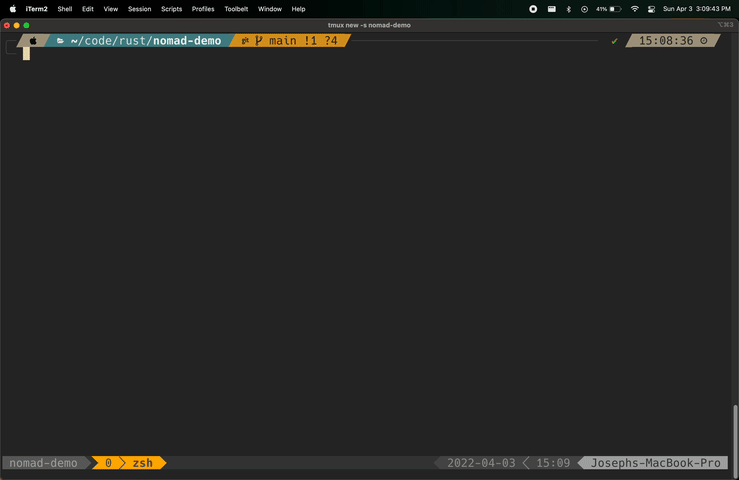 iTerm2 Shell Edit View Session Scripts Profiles Toolbelt Window Help 41% Sun Apr 3 3:09:43 PM
tmux new -s nomad-demo ⌥⌘3
~/code/rust/nomad-demo git main !1 ?4 ✔ 15:08:36
nomad-demo 0 zsh 2022-04-03 15:09 Josephs-MacBook-Pro